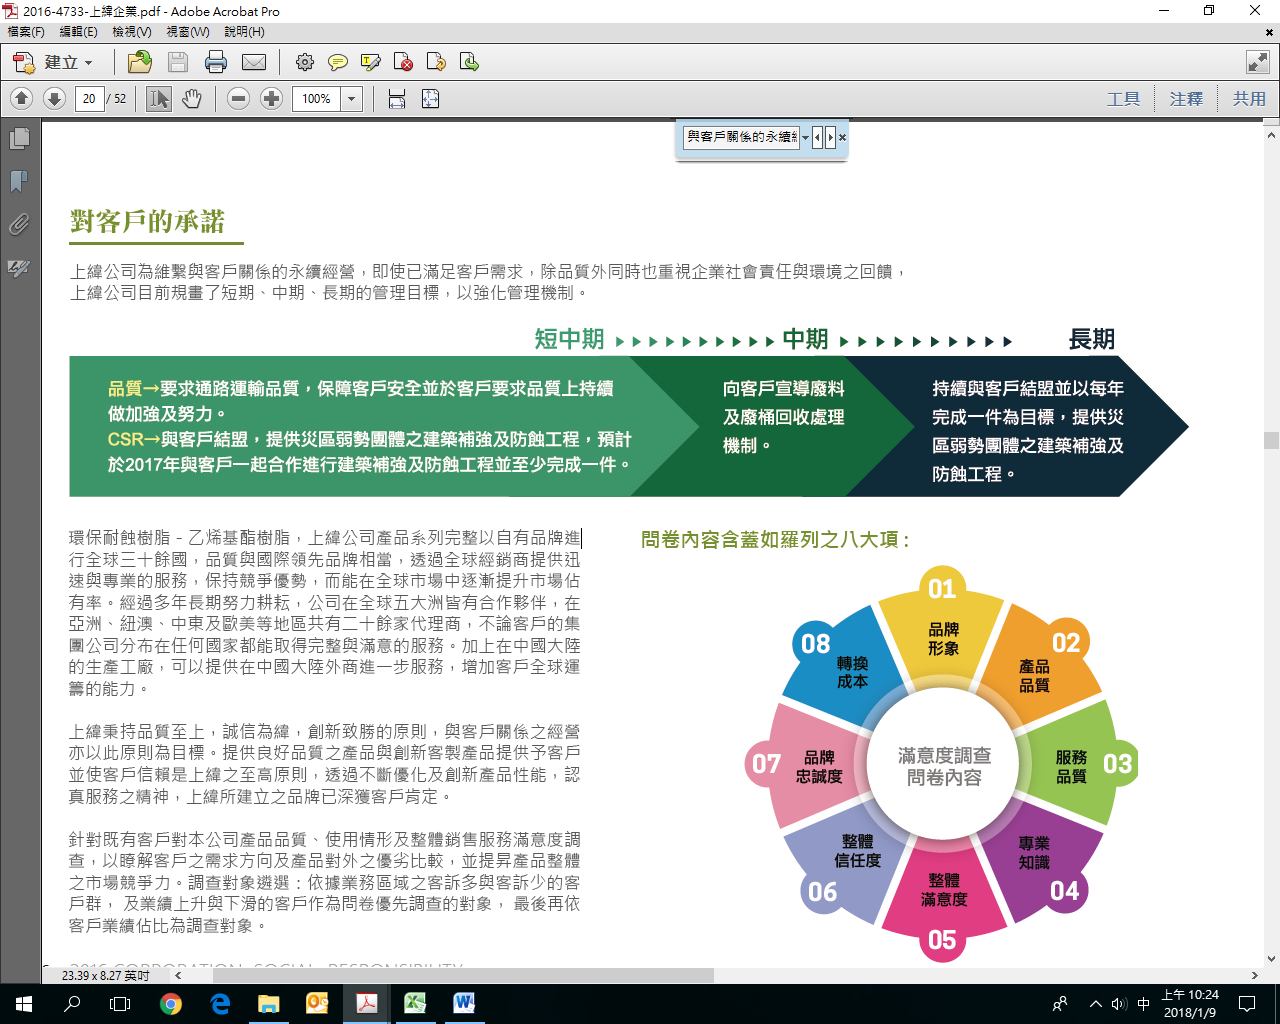 2016-4733-上緯企業.pdf - Adobe Acrobat Pro
檔案(F) 編輯(E) 檢視(V) 視窗(W) 說明(H)
建立
20 / 52
100%
工具 注釋 共用
與客戶關係的永續
對客戶的承諾
上緯公司為維繫與客戶關係的永續經營，即使已滿足客戶需求，除品質外同時也重視企業社會責任與環境之回饋，
上緯公司目前規畫了短期、中期、長期的管理目標，以強化管理機制。
短中期 中期 長期
品質→要求通路運輸品質，保障客戶安全並於客戶要求品質上持續
做加強及努力。
CSR→與客戶結盟，提供災區弱勢團體之建築補強及防蝕工程，預計
於2017年與客戶一起合作進行建築補強及防蝕工程並至少完成一件。
向客戶宣導廢料
及廢桶回收處理
機制。
持續與客戶結盟並以每年
完成一件為目標，提供災
區弱勢團體之建築補強及
防蝕工程。
環保耐蝕樹脂－乙烯基酯樹脂，上緯公司產品系列完整以自有品牌進
行全球三十餘國，品質與國際領先品牌相當，透過全球經銷商提供迅
速與專業的服務，保持競爭優勢，而能在全球市場中逐漸提升市場佔
有率。經過多年長期努力耕耘，公司在全球五大洲皆有合作夥伴，在
亞洲、紐澳、中東及歐美等地區共有二十餘家代理商，不論客戶的集
團公司分布在任何國家都能取得完整與滿意的服務。加上在中國大陸
的生產工廠，可以提供在中國大陸外商進一步服務，增加客戶全球運
籌的能力。
上緯秉持品質至上，誠信為緯，創新致勝的原則，與客戶關係之經營
亦以此原則為目標。提供良好品質之產品與創新客製產品提供予客戶
並使客戶信賴是上緯之至高原則，透過不斷優化及創新產品性能，認
真服務之精神，上緯所建立之品牌已深獲客戶肯定。
針對既有客戶對本公司產品品質、使用情形及整體銷售服務滿意度調
查，以瞭解客戶之需求方向及產品對外之優劣比較，並提昇產品整體
之市場競爭力。調查對象遴選：依據業務區域之客訴多與客訴少的客
戶群， 及業績上升與下滑的客戶作為問卷優先調查的對象， 最後再依
客戶業績佔比為調查對象。
2016 CORPORATION SOCIAL RESPONSIBILITY
問卷內容含蓋如羅列之八大項：
01
品牌
形象
02
產品
品質
服務
品質
03
專業
知識
04
整體
滿意度
05
整體
信任度
06
07
品牌
忠誠度
08
轉換
成本
滿意度調查
問卷內容
23.39 x 8.27 英吋
中
上午 10:24
2018/1/9